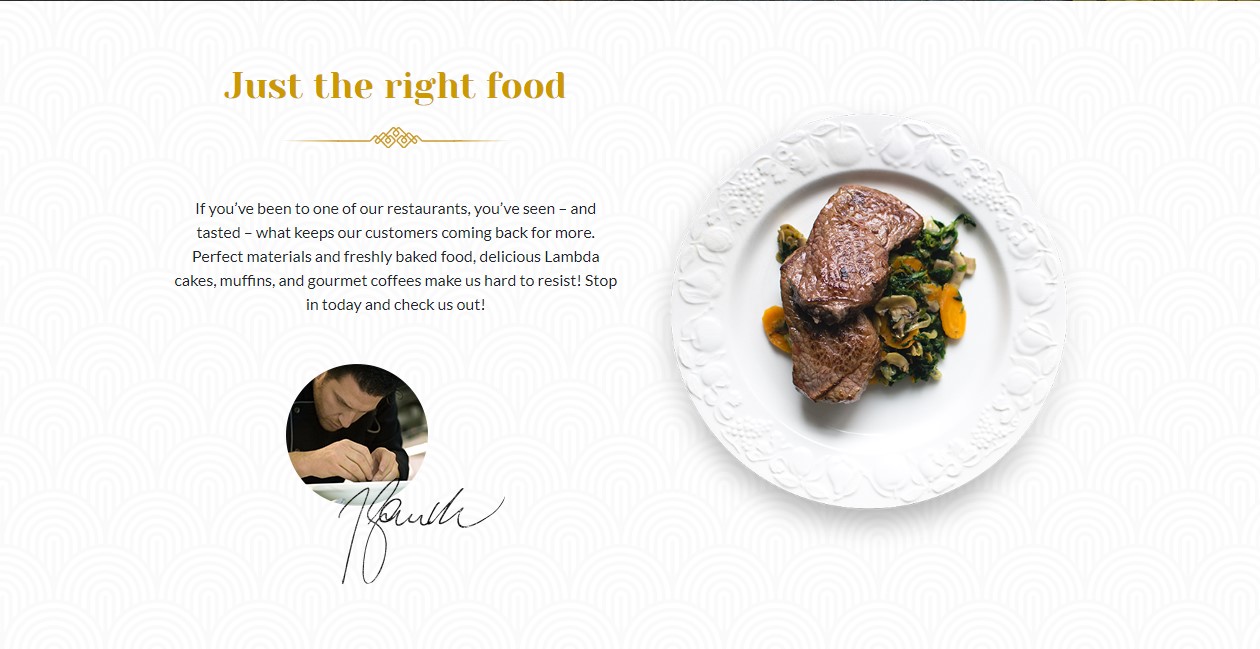 Just the right food
If you’ve been to one of our restaurants, you’ve seen – and
tasted – what keeps our customers coming back for more.
Perfect materials and freshly baked food, delicious Lambda
cakes, muffins, and gourmet coffees make us hard to resist! Stop
in today and check us out!